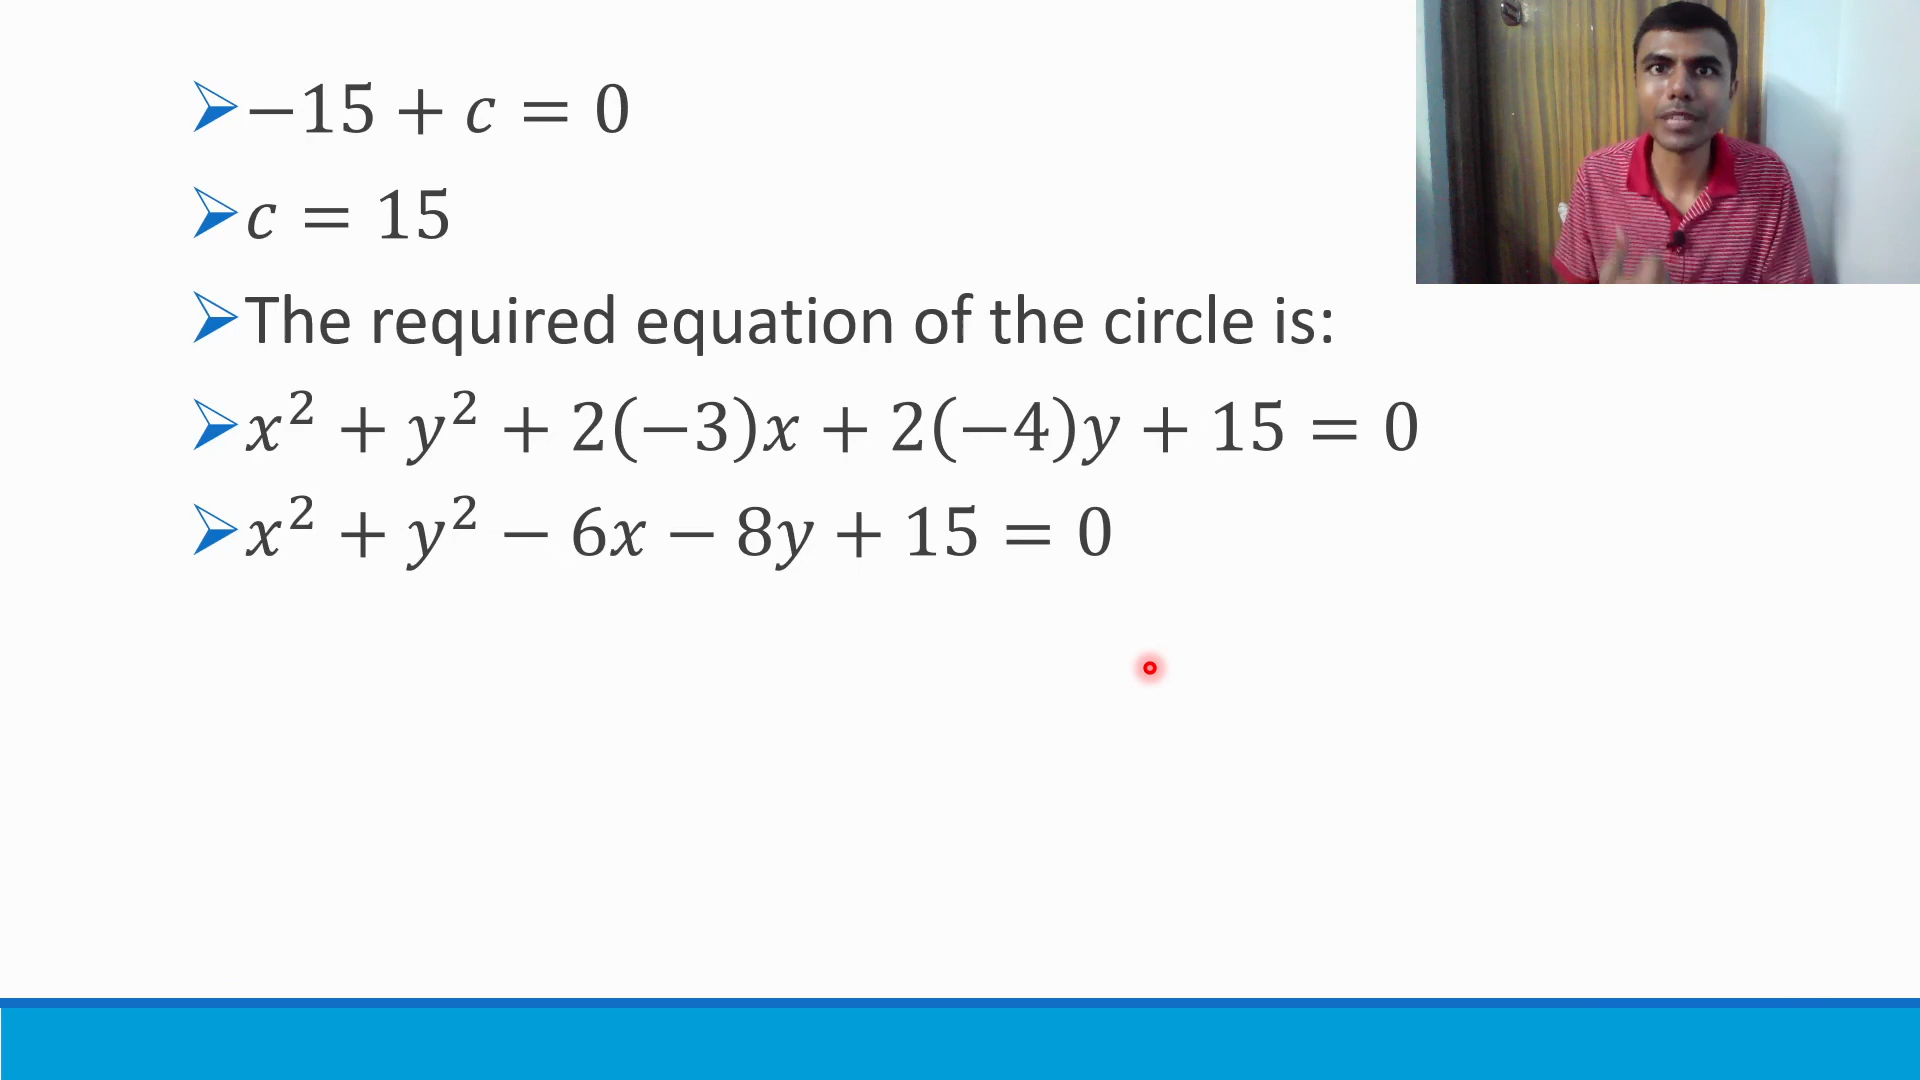 −15 + c = 0
c = 15
The required equation of the circle is:
x² + y² + 2(−3)x + 2(−4)y + 15 = 0
x² + y² − 6x − 8y + 15 = 0